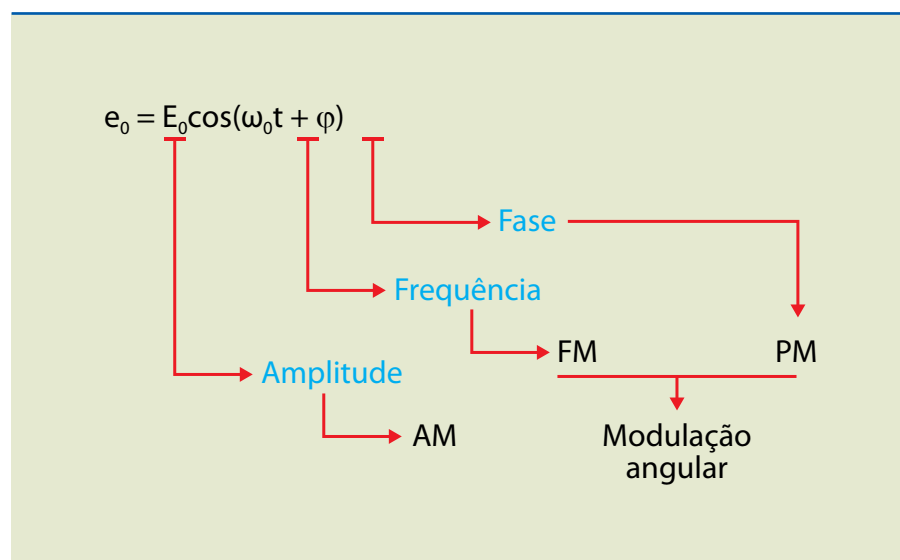 e₀ = E₀cos(ω₀t + φ)
Fase
Frequência
FM
PM
Amplitude
AM
Modulação
angular